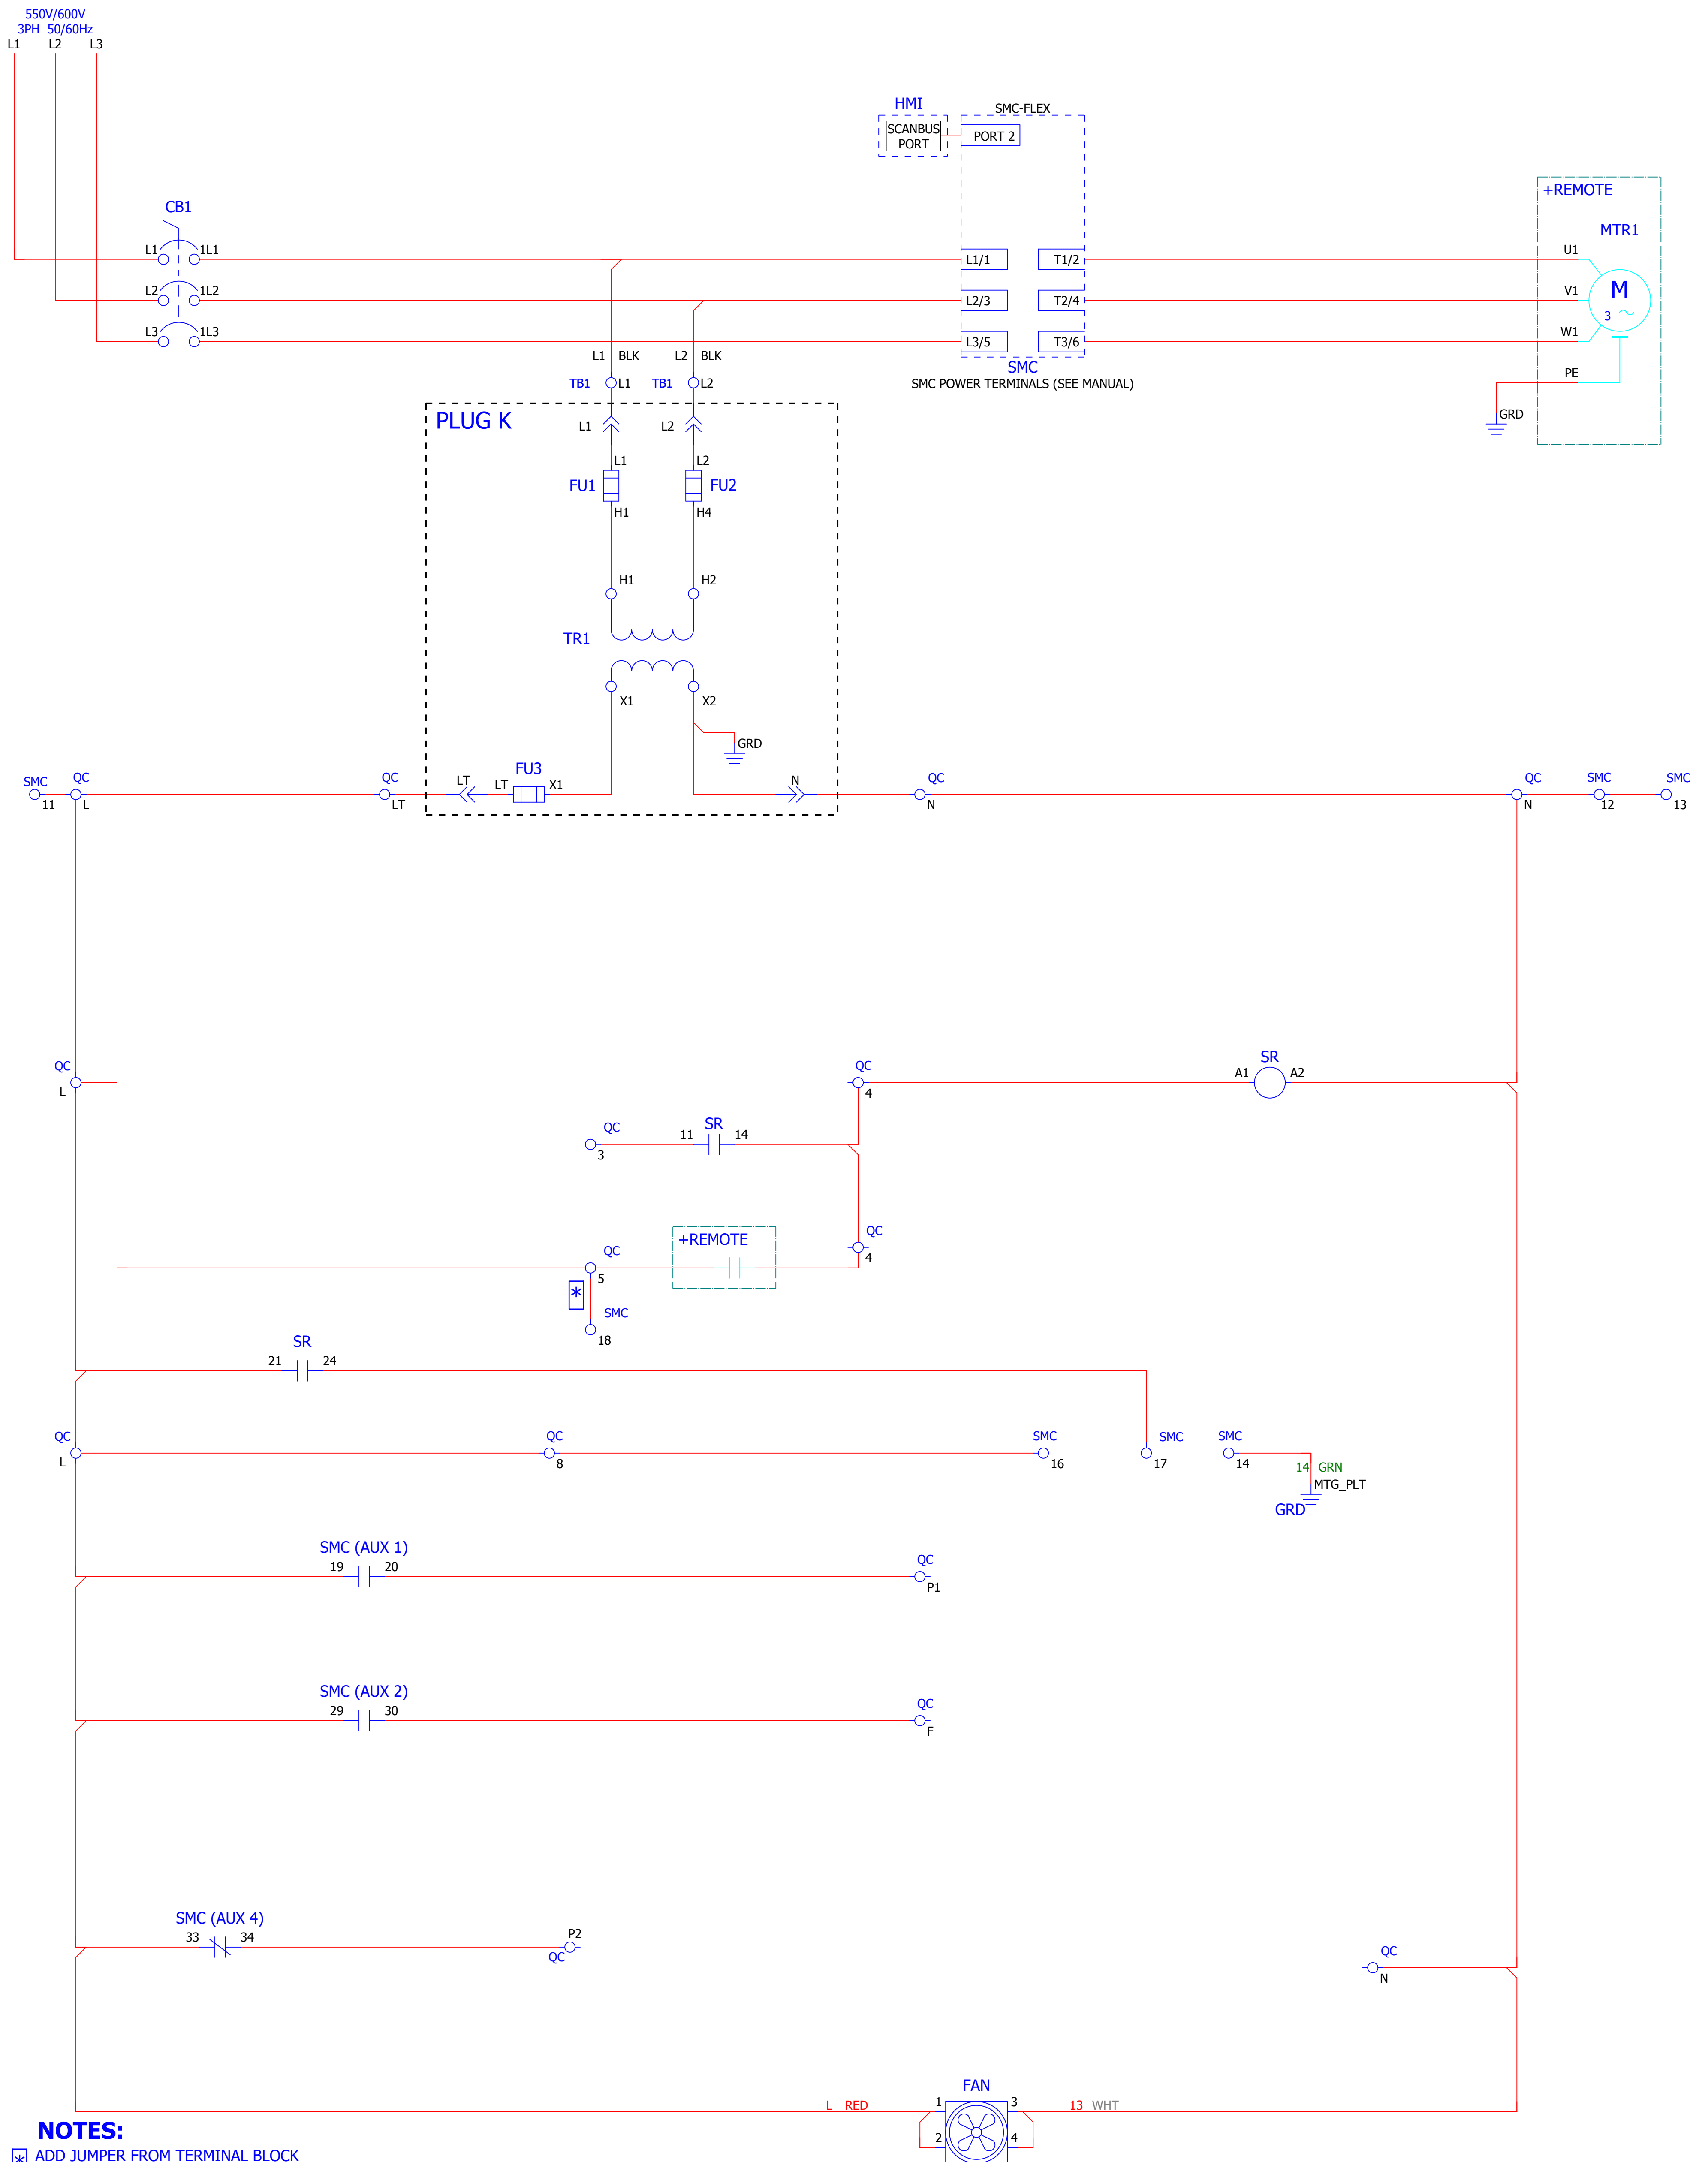 550V/600V
3PH 50/60Hz
L1 L2 L3
HMI
SCANBUS
PORT
SMC-FLEX
PORT 2
+REMOTE
MTR1
CB1
L1 1L1
L2 1L2
L3 1L3
L1/1 T1/2
L2/3 T2/4
L3/5 T3/6
SMC
SMC POWER TERMINALS (SEE MANUAL)
U1
V1
W1
PE
M
3
GRD
L1 BLK L2 BLK
TB1 L1 TB1 L2
PLUG K
L1 L2
L1 L2
FU1 FU2
H1 H4
H1 H2
TR1
X1 X2
GRD
SMC QC QC LT LT FU3 X1 N QC QC SMC SMC
11 L LT N N 12 13
QC
L
QC
4
SR
A1 A2
QC
3
SR
11 14
QC
4
QC
5
+REMOTE
*
SMC
18
SR
21 24
QC QC SMC SMC SMC
L 8 16 17 14
14 GRN
MTG_PLT
GRD
SMC (AUX 1)
19 20
QC
P1
SMC (AUX 2)
29 30
QC
F
SMC (AUX 4)
33 34
P2
QC
QC
N
FAN
L RED 1 3 13 WHT
2 4
NOTES:
* ADD JUMPER FROM TERMINAL BLOCK